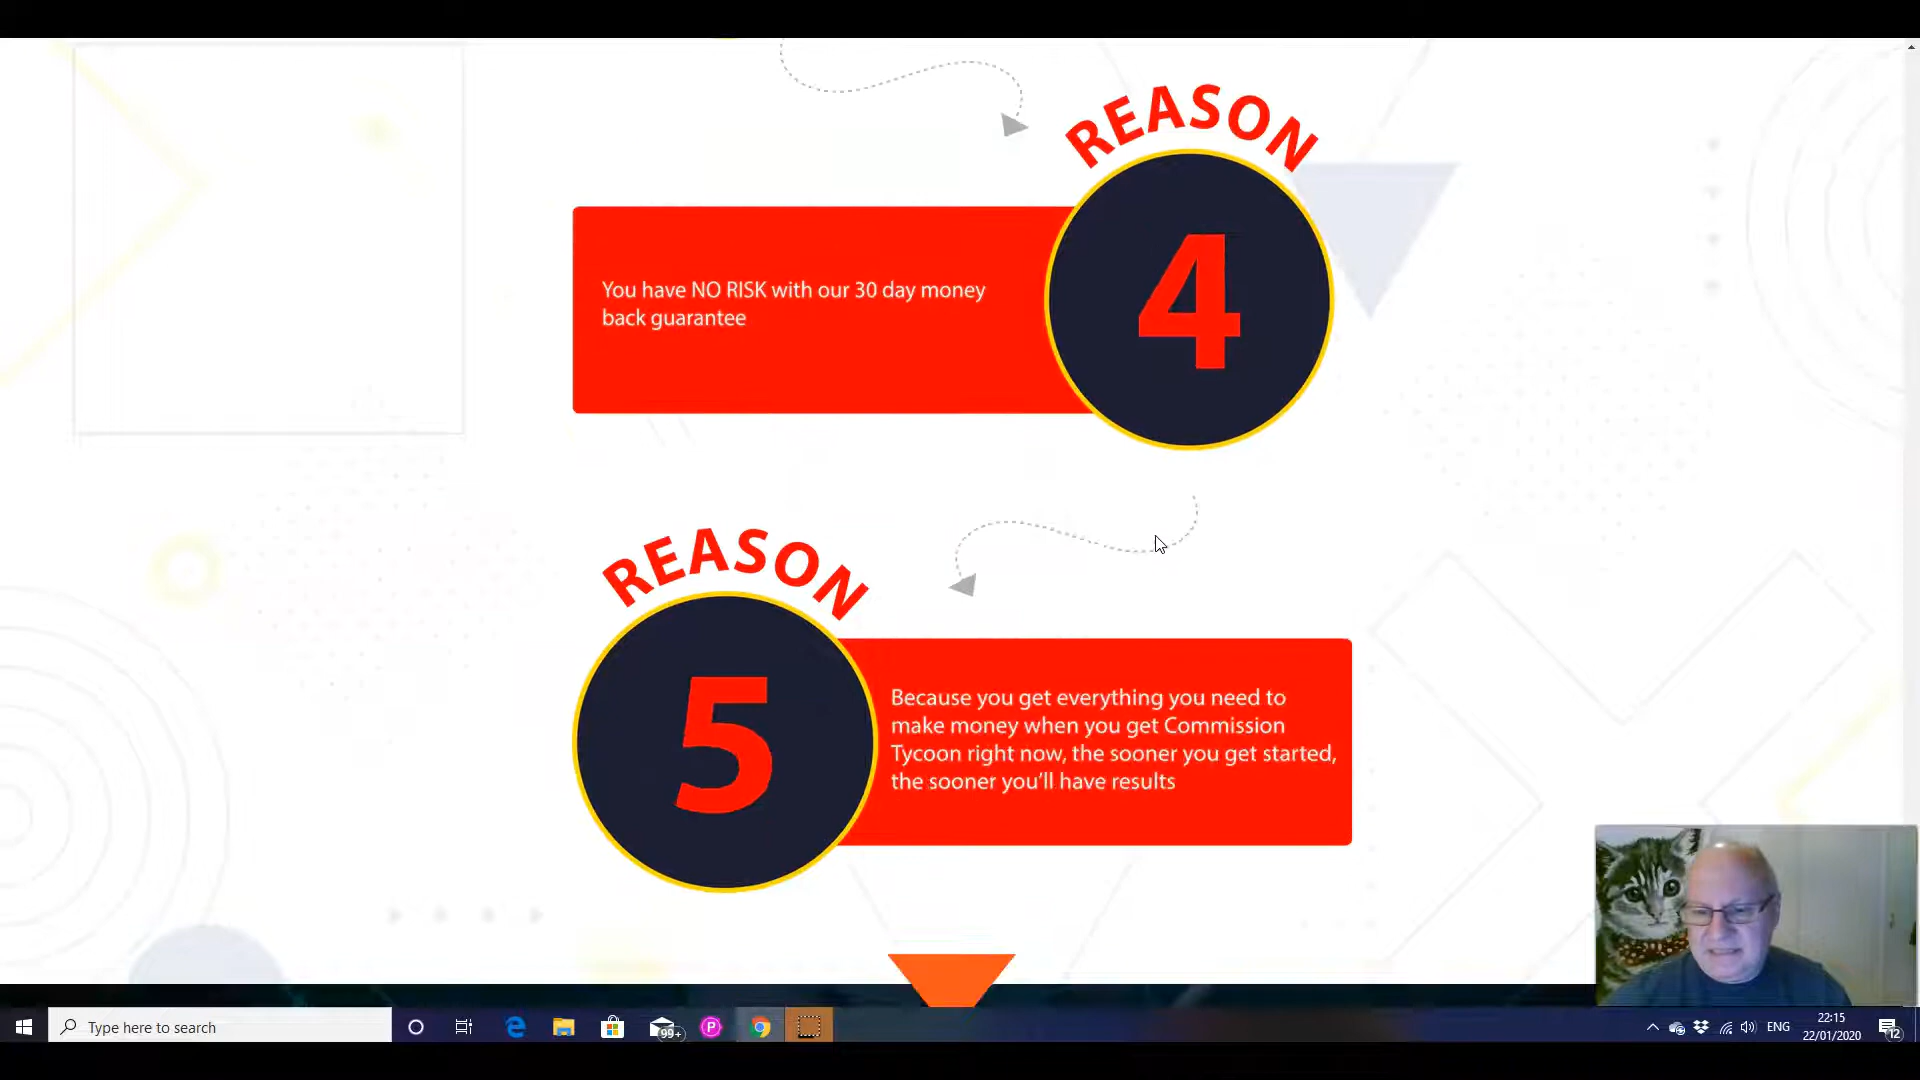 REASON
4
You have NO RISK with our 30 day money
back guarantee
REASON
5
Because you get everything you need to
make money when you get Commission
Tycoon right now, the sooner you get started,
the sooner you'll have results
Type here to search
99+
P
ENG
22:15
22/01/2020
12